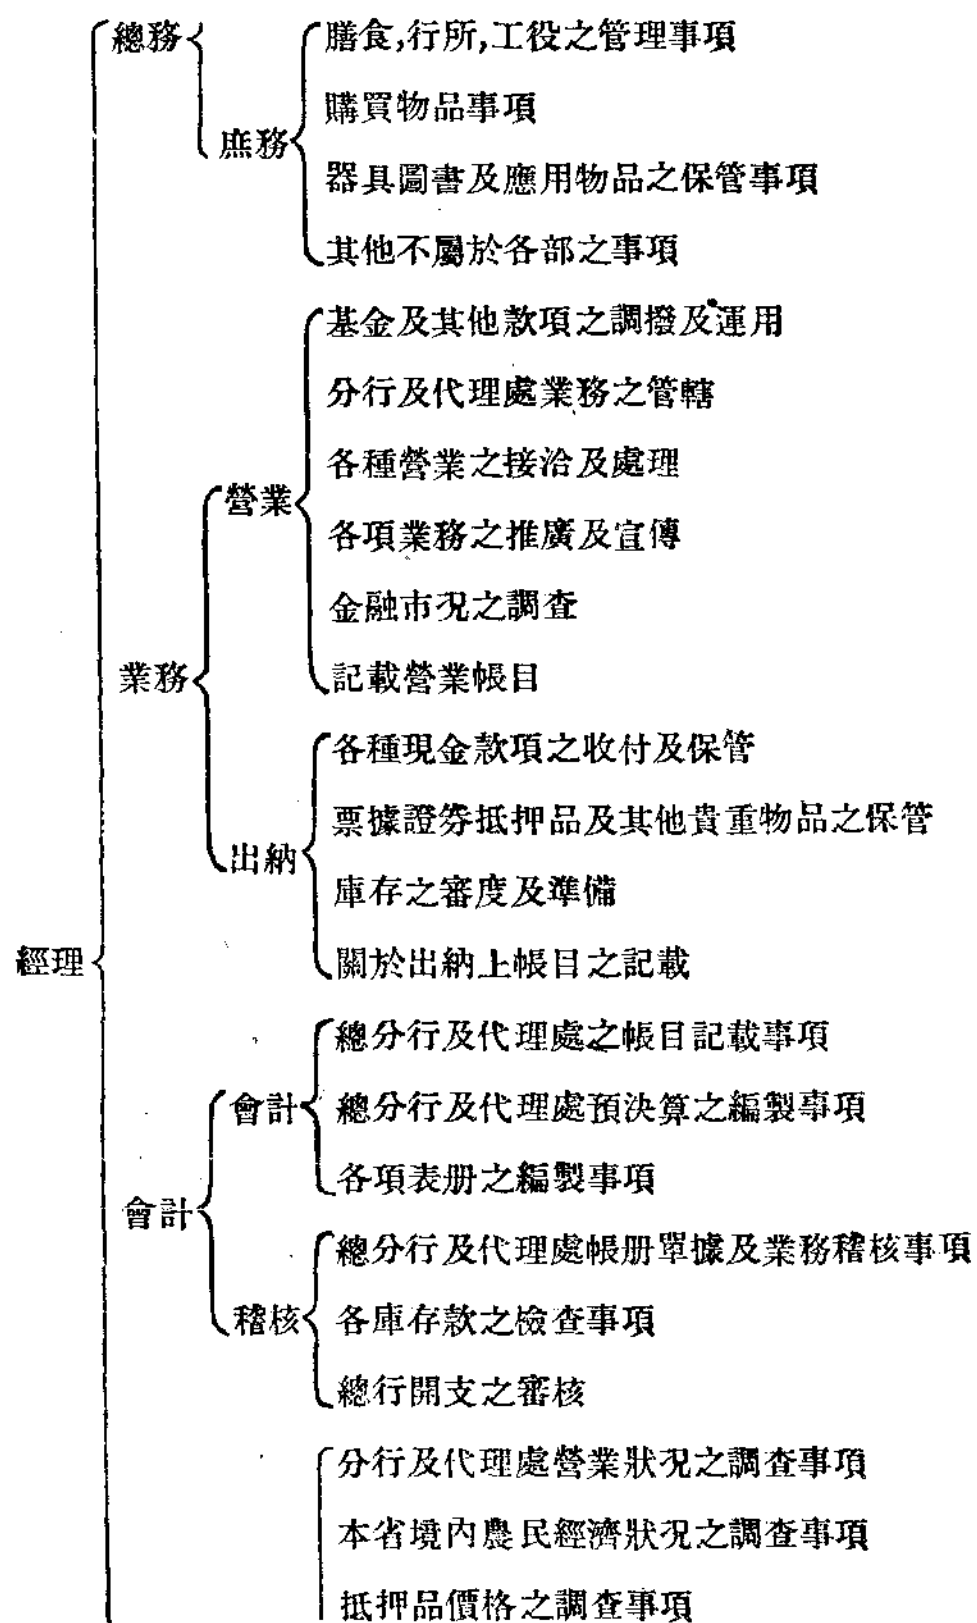 總務
膳食,行所,工役之管理事項
購買物品事項
庶務
器具圖書及應用物品之保管事項
其他不屬於各部之事項
基金及其他款項之調撥及運用
分行及代理處業務之管轄
各種營業之接洽及處理
營業
各項業務之推廣及宣傳
金融市況之調查
業務
記載營業帳目
各種現金款項之收付及保管
票據證券抵押品及其他貴重物品之保管
出納
庫存之審度及準備
經理
關於出納上帳目之記載
總分行及代理處之帳目記載事項
會計
總分行及代理處預決算之編製事項
各項表册之編製事項
會計
總分行及代理處帳册單據及業務稽核事項
稽核
各庫存款之檢查事項
總行開支之審核
分行及代理處營業狀況之調查事項
本省境內農民經濟狀況之調查事項
抵押品價格之調查事項